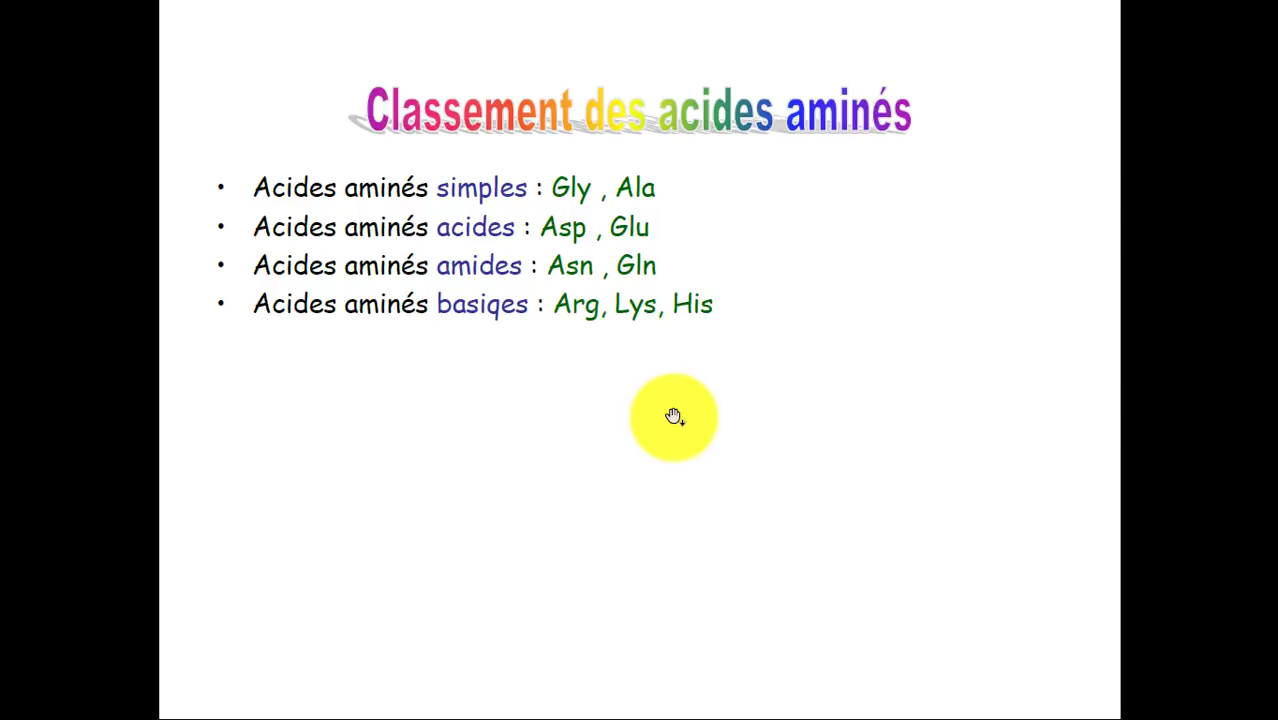 Classement des acides aminés
• Acides aminés simples : Gly , Ala
• Acides aminés acides : Asp , Glu
• Acides aminés amides : Asn , Gln
• Acides aminés basiqes : Arg, Lys, His